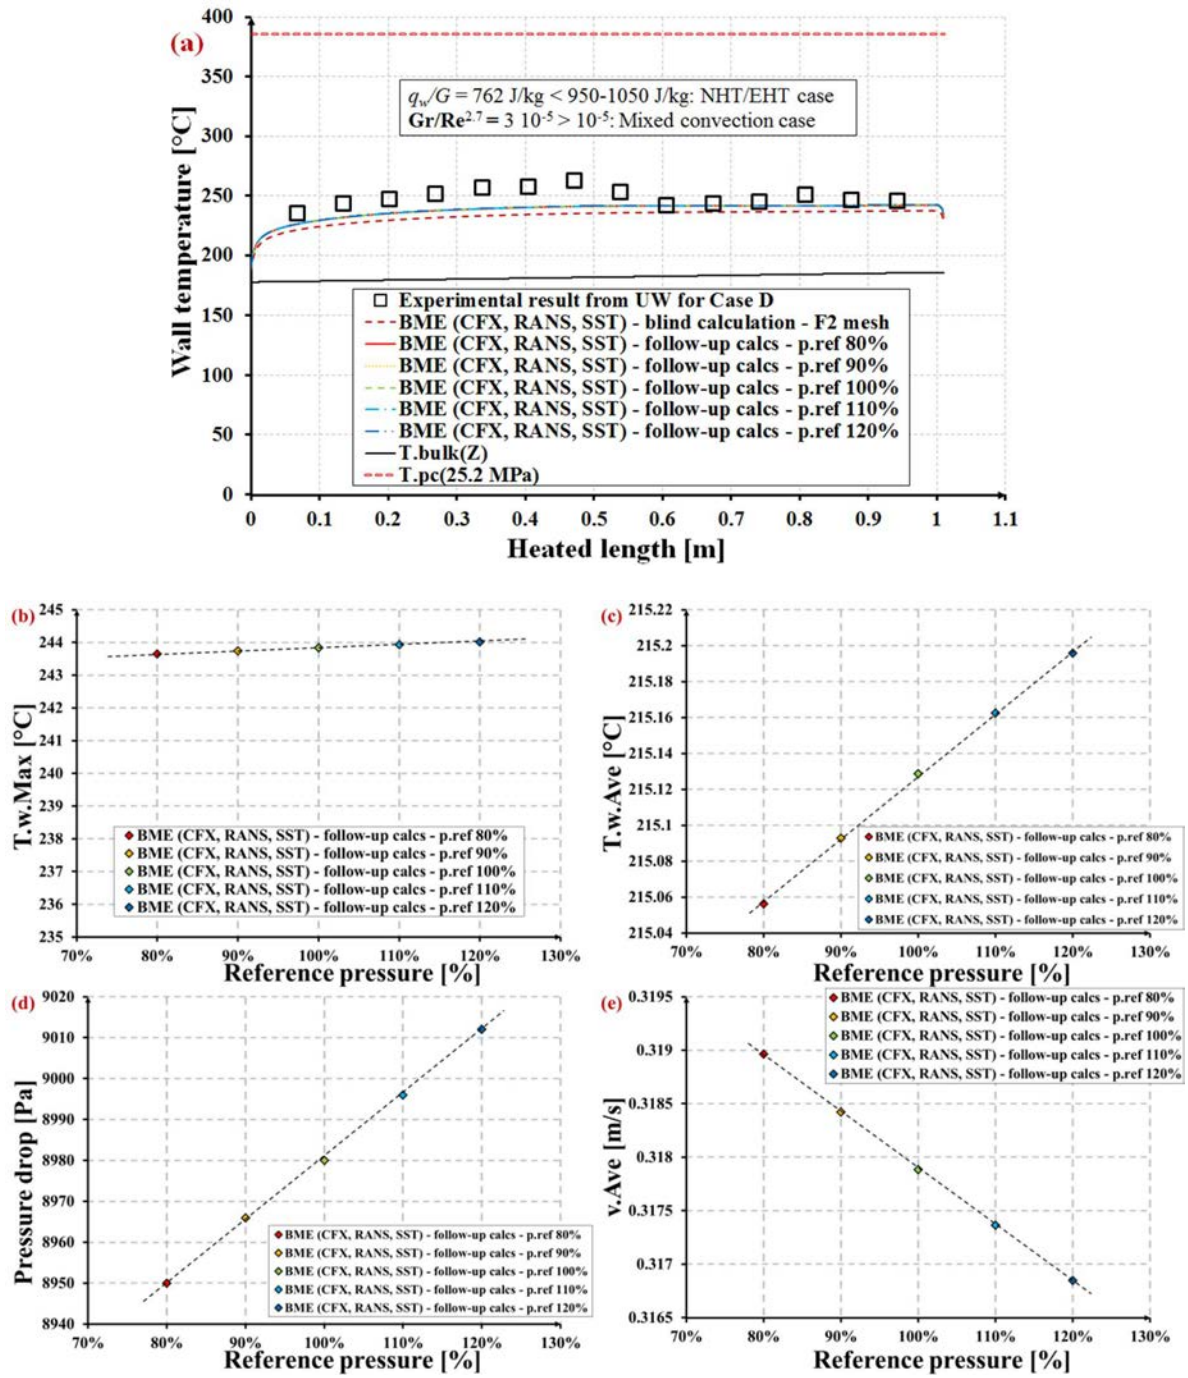 (a)
400
350
300
250
200
150
100
50
0
Wall temperature [°C]
q_w/G = 762 J/kg < 950-1050 J/kg: NHT/EHT case
Gr/Re^2.7 = 3 10^-5 > 10^-5: Mixed convection case
Experimental result from UW for Case D
BME (CFX, RANS, SST) - blind calculation - F2 mesh
BME (CFX, RANS, SST) - follow-up calcs - p.ref 80%
BME (CFX, RANS, SST) - follow-up calcs - p.ref 90%
BME (CFX, RANS, SST) - follow-up calcs - p.ref 100%
BME (CFX, RANS, SST) - follow-up calcs - p.ref 110%
BME (CFX, RANS, SST) - follow-up calcs - p.ref 120%
T.bulk(Z)
T.pc(25.2 MPa)
0 0.1 0.2 0.3 0.4 0.5 0.6 0.7 0.8 0.9 1 1.1
Heated length [m]
(b)
245
244
243
242
241
240
239
238
237
236
235
T.w.Max [°C]
BME (CFX, RANS, SST) - follow-up calcs - p.ref 80%
BME (CFX, RANS, SST) - follow-up calcs - p.ref 90%
BME (CFX, RANS, SST) - follow-up calcs - p.ref 100%
BME (CFX, RANS, SST) - follow-up calcs - p.ref 110%
BME (CFX, RANS, SST) - follow-up calcs - p.ref 120%
70% 80% 90% 100% 110% 120% 130%
Reference pressure [%]
(c)
215.22
215.2
215.18
215.16
215.14
215.12
215.1
215.08
215.06
215.04
T.w.Ave [°C]
BME (CFX, RANS, SST) - follow-up calcs - p.ref 80%
BME (CFX, RANS, SST) - follow-up calcs - p.ref 90%
BME (CFX, RANS, SST) - follow-up calcs - p.ref 100%
BME (CFX, RANS, SST) - follow-up calcs - p.ref 110%
BME (CFX, RANS, SST) - follow-up calcs - p.ref 120%
70% 80% 90% 100% 110% 120% 130%
Reference pressure [%]
(d)
9020
9010
9000
8990
8980
8970
8960
8950
8940
Pressure drop [Pa]
BME (CFX, RANS, SST) - follow-up calcs - p.ref 80%
BME (CFX, RANS, SST) - follow-up calcs - p.ref 90%
BME (CFX, RANS, SST) - follow-up calcs - p.ref 100%
BME (CFX, RANS, SST) - follow-up calcs - p.ref 110%
BME (CFX, RANS, SST) - follow-up calcs - p.ref 120%
70% 80% 90% 100% 110% 120% 130%
Reference pressure [%]
(e)
0.3195
0.319
0.3185
0.318
0.3175
0.317
0.3165
v.Ave [m/s]
BME (CFX, RANS, SST) - follow-up calcs - p.ref 80%
BME (CFX, RANS, SST) - follow-up calcs - p.ref 90%
BME (CFX, RANS, SST) - follow-up calcs - p.ref 100%
BME (CFX, RANS, SST) - follow-up calcs - p.ref 110%
BME (CFX, RANS, SST) - follow-up calcs - p.ref 120%
70% 80% 90% 100% 110% 120% 130%
Reference pressure [%]